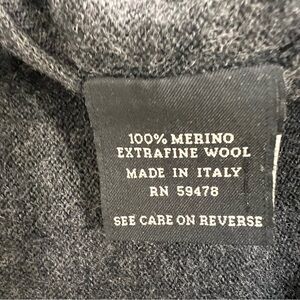 100% MERINO
EXTRAFINE WOOL
MADE IN ITALY
RN 59478
SEE CARE ON REVERSE